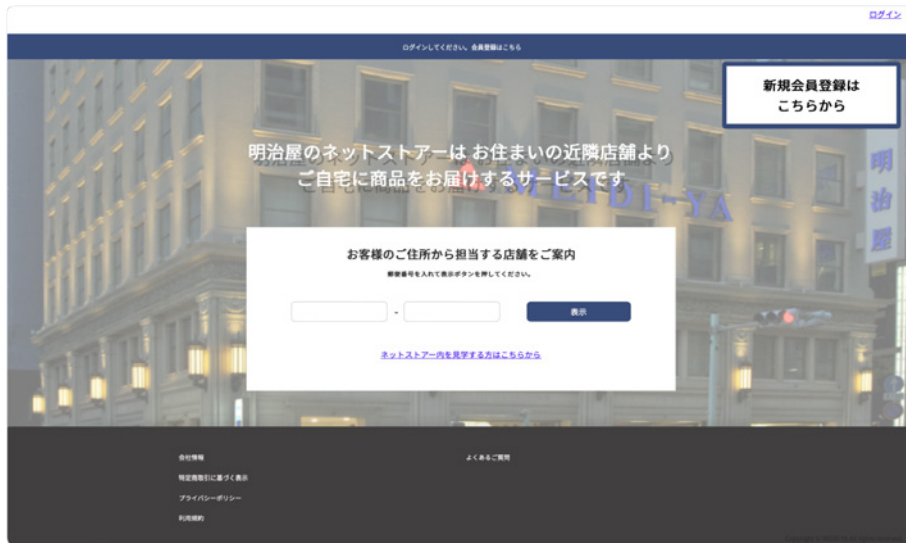 ログイン
ログインしてください。会員登録はこちら
新規会員登録は
こちらから
明治屋のネットストアーは お住まいの近隣店舗より
ご自宅に商品をお届けするサービスです
MEIDI-YA
明治屋
お客様のご住所から担当する店舗をご案内
郵便番号を入れて表示ボタンを押してください。
-
表示
ネットストアー内を見学する方はこちらから
会社情報
よくあるご質問
特定商取引に基づく表示
プライバシーポリシー
利用規約